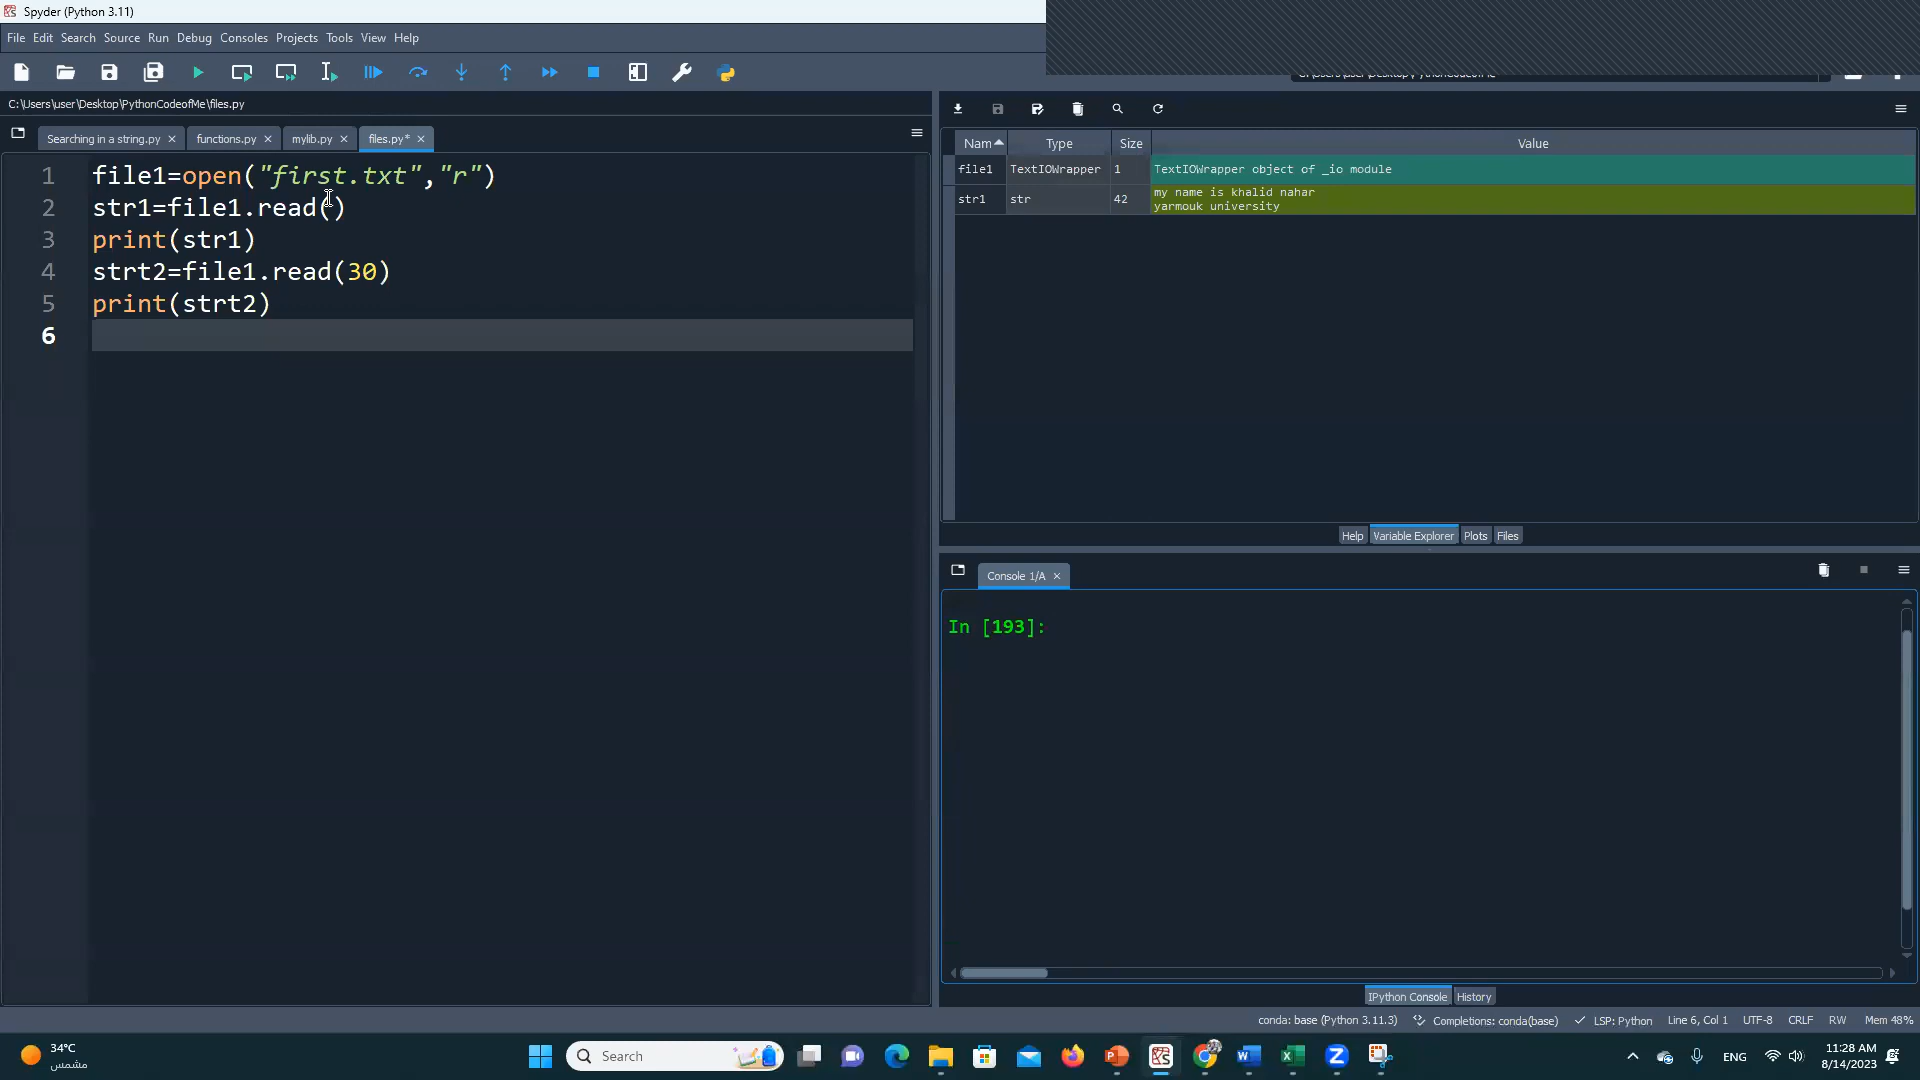 Spyder (Python 3.11)
File Edit Search Source Run Debug Consoles Projects Tools View Help
C:\Users\user\Desktop\PythonCodeofMe\files.py
Searching in a string.py
functions.py
mylib.py
files.py*
1 file1=open("first.txt","r")
2 str1=file1.read()
3 print(str1)
4 strt2=file1.read(30)
5 print(strt2)
6
Nam Type Size Value
file1 TextIOWrapper 1 TextIOWrapper object of _io module
str1 str 42 my name is khalid nahar
yarmouk university
Help Variable Explorer Plots Files
Console 1/A
In [193]:
IPython Console History
conda: base (Python 3.11.3) Completions: conda(base) LSP: Python Line 6, Col 1 UTF-8 CRLF RW Mem 48%
34°C
مشمس
Search
ENG
11:28 AM
8/14/2023